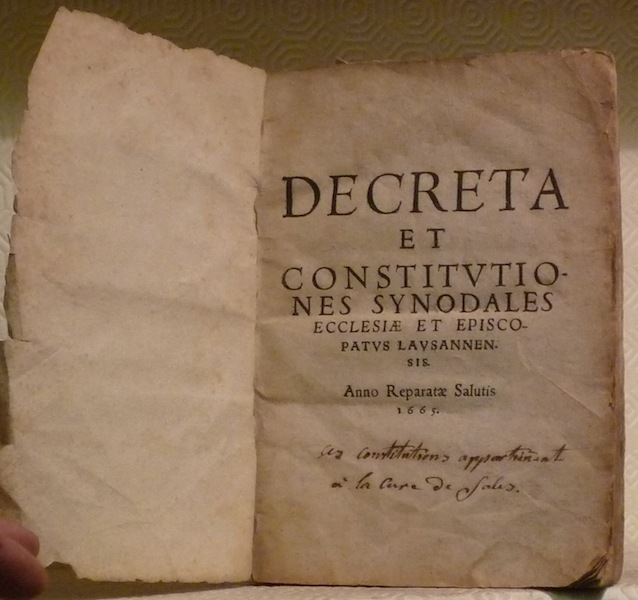 DECRETA
ET
CONSTITVTIO-
NES SYNODALES
ECCLESIÆ ET EPISCO-
PATVS LAVSANNEN-
SIS.
Anno Reparatæ Salutis
1665.
ces constitutions appartiennent
à la cure de Sales.